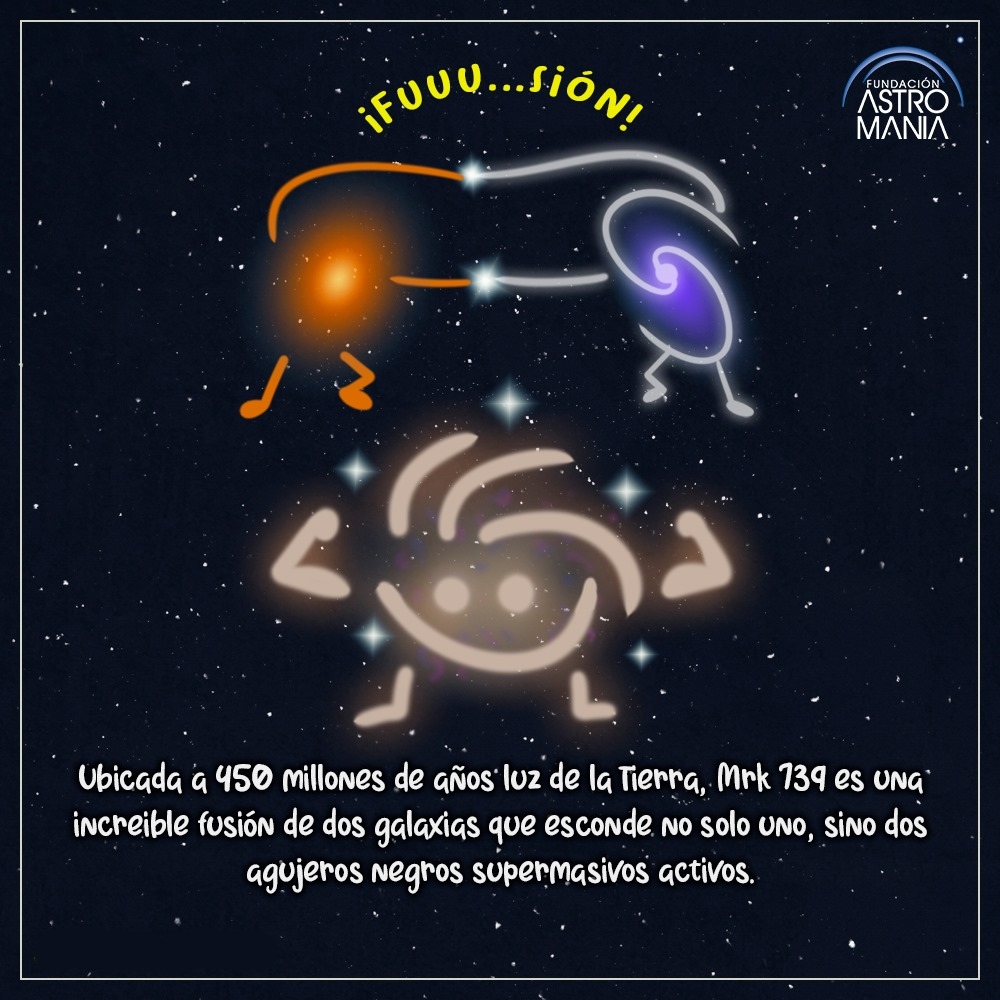 ¡FUUU...SiÓN!
FUNDACIÓN
ASTRO
MANIA
Ubicada a 450 millones de años luz de la Tierra, Mrk 739 es una
increible fusión de dos galaxias que esconde no solo uno, sino dos
agujeros negros supermasivos activos.